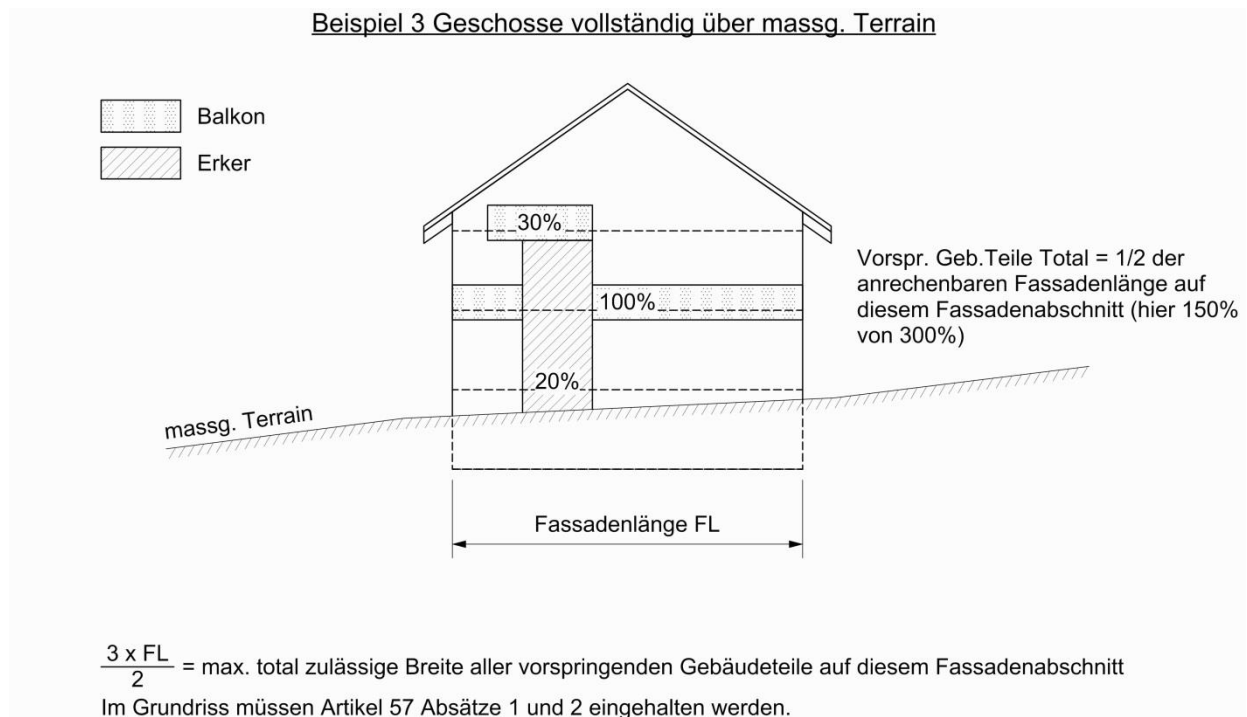 Beispiel 3 Geschosse vollständig über massg. Terrain
Balkon
Erker
30%
100%
20%
Vorspr. Geb.Teile Total = 1/2 der
anrechenbaren Fassadenlänge auf
diesem Fassadenabschnitt (hier 150%
von 300%)
massg. Terrain
Fassadenlänge FL
3 x FL
2
= max. total zulässige Breite aller vorspringenden Gebäudeteile auf diesem Fassadenabschnitt
Im Grundriss müssen Artikel 57 Absätze 1 und 2 eingehalten werden.